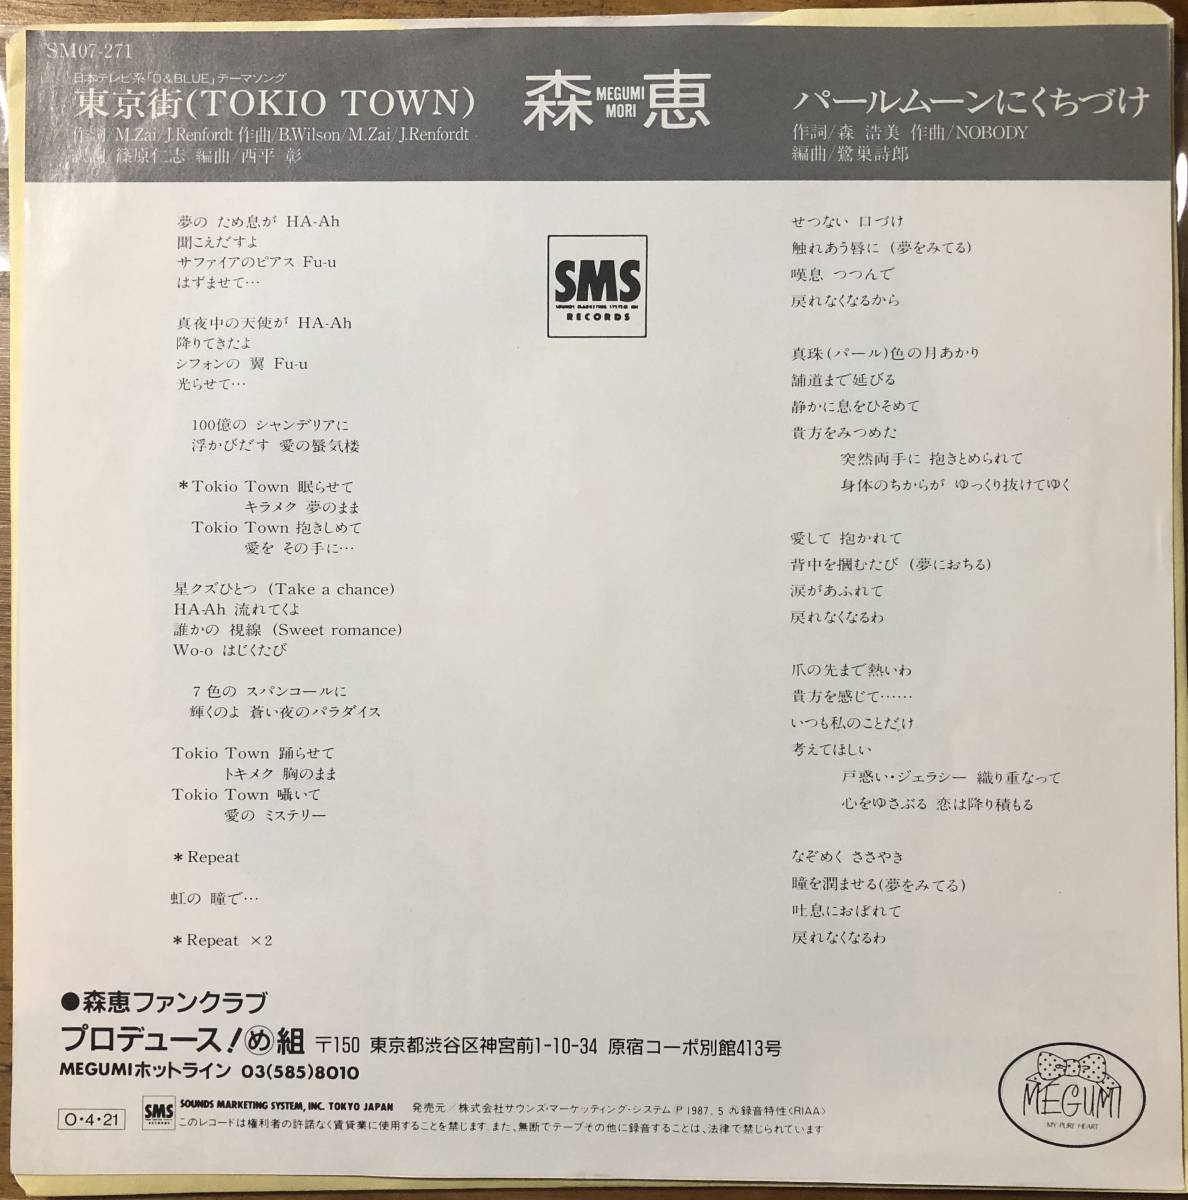 SM07-271
日本テレビ系「D&BLUE」テーマソング
東京街(TOKIO TOWN)
作詞/M.Zai/J.Renfordt 作曲/B.Wilson/M.Zai/J.Renfordt
訳詞/篠原仁志 編曲/西平 彰
森 MEGUMI MORI 恵
パールムーンにくちづけ
作詞/森 浩美 作曲/NOBODY
編曲/鷺巣詩郎
夢の ため息が HA-Ah
聞こえだすよ
サファイアのピアス Fu-u
はずませて…
真夜中の天使が HA-Ah
降りてきたよ
シフォンの 翼 Fu-u
光らせて…
100億の シャンデリアに
浮かびだす 愛の蜃気楼
*Tokio Town 眠らせて
キラメク 夢のまま
Tokio Town 抱きしめて
愛を その手に…
星クズひとつ (Take a chance)
HA-Ah 流れてくよ
誰かの 視線 (Sweet romance)
Wo-o はじくたび
7色の スパンコールに
輝くのよ 蒼い夜のパラダイス
Tokio Town 踊らせて
トキメク 胸のまま
Tokio Town 囁いて
愛の ミステリー
*Repeat
虹の 瞳で…
*Repeat ×2
SMS
SOUNDS MARKETING SYSTEM INC
RECORDS
せつない 口づけ
触れあう唇に (夢をみてる)
嘆息 つつんで
戻れなくなるから
真珠(パール)色の月あかり
舗道まで延びる
静かに息をひそめて
貴方をみつめた
突然両手に 抱きとめられて
身体のちからが ゆっくり抜けてゆく
愛して 抱かれて
背中を摑むたび (夢におちる)
涙があふれて
戻れなくなるわ
爪の先まで熱いわ
貴方を感じて……
いつも私のことだけ
考えてほしい
戸惑い・ジェラシー 織り重なって
心をゆさぶる 恋は降り積もる
なぞめく ささやき
瞳を潤ませる(夢をみてる)
吐息におぼれて
戻れなくなるわ
●森恵ファンクラブ
プロデュース!㋱組 〒150 東京都渋谷区神宮前1-10-34 原宿コーポ別館413号
MEGUMIホットライン 03(585)8010
O・4・21
SMS
RECORDS
SOUNDS MARKETING SYSTEM, INC. TOKYO JAPAN 発売元/株式会社サウンズ・マーケッティング・システム Ⓟ1987.5 九録音特性〈RIAA〉
このレコードは権利者の許諾なく賃貸業に使用することを禁じます。また、無断でテープその他に録音することは、法律で禁じられています
MEGUMI
MY PURE HEART